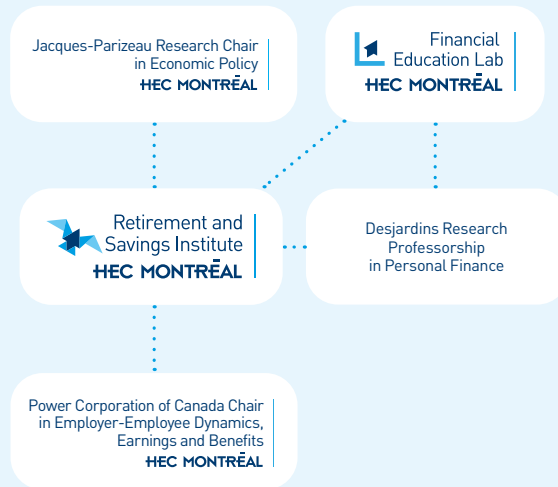 Jacques-Parizeau Research Chair
in Economic Policy
HEC MONTRĒAL
Financial
Education Lab
HEC MONTRĒAL
Retirement and
Savings Institute
HEC MONTRĒAL
Desjardins Research
Professorship
in Personal Finance
Power Corporation of Canada Chair
in Employer-Employee Dynamics,
Earnings and Benefits
HEC MONTRĒAL